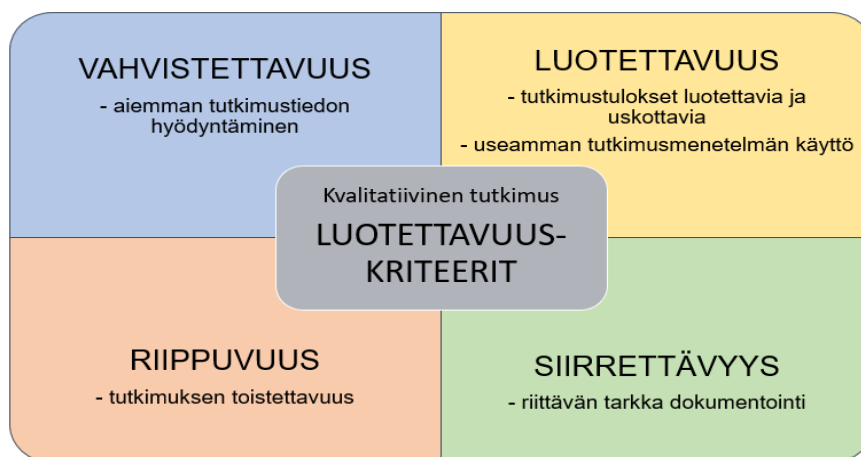 VAHVISTETTAVUUS
- aiemman tutkimustiedon
hyödyntäminen
LUOTETTAVUUS
- tutkimustulokset luotettavia ja
uskottavia
- useamman tutkimusmenetelmän käyttö
Kvalitatiivinen tutkimus
LUOTETTAVUUS-
KRITEERIT
RIIPPUVUUS
- tutkimuksen toistettavuus
SIIRRETTÄVYYS
- riittävän tarkka dokumentointi